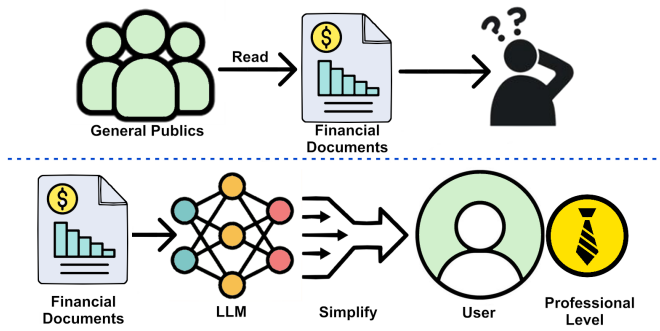 Read
General Publics
Financial
Documents
$
? ? ?
$
Financial
Documents
LLM
Simplify
User
Professional
Level